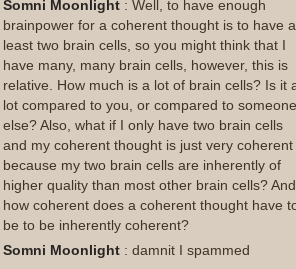 Somni Moonlight : Well, to have enough
brainpower for a coherent thought is to have a
least two brain cells, so you might think that I
have many, many brain cells, however, this is
relative. How much is a lot of brain cells? Is it a
lot compared to you, or compared to someone
else? Also, what if I only have two brain cells
and my coherent thought is just very coherent
because my two brain cells are inherently of
higher quality than most other brain cells? And
how coherent does a coherent thought have to
be to be inherently coherent?
Somni Moonlight : damnit I spammed